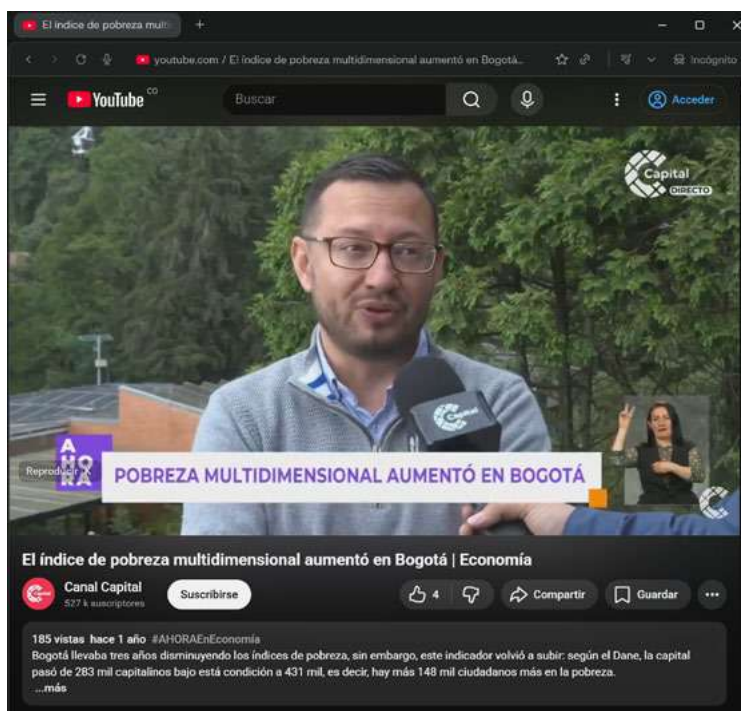 El índice de pobreza multi
youtube.com / El índice de pobreza multidimensional aumentó en Bogotá...
Incógnito
YouTube CO
Buscar
Acceder
Capital
DIRECTO
AHORA
Reproducir
POBREZA MULTIDIMENSIONAL AUMENTÓ EN BOGOTÁ
Capital
El índice de pobreza multidimensional aumentó en Bogotá | Economía
Canal Capital
527 k suscriptores
Suscribirse
4
Compartir
Guardar
185 vistas hace 1 año #AHORAEnEconomía
Bogotá llevaba tres años disminuyendo los índices de pobreza, sin embargo, este indicador volvió a subir: según el Dane, la capital
pasó de 283 mil capitalinos bajo está condición a 431 mil, es decir, hay más 148 mil ciudadanos más en la pobreza.
...más